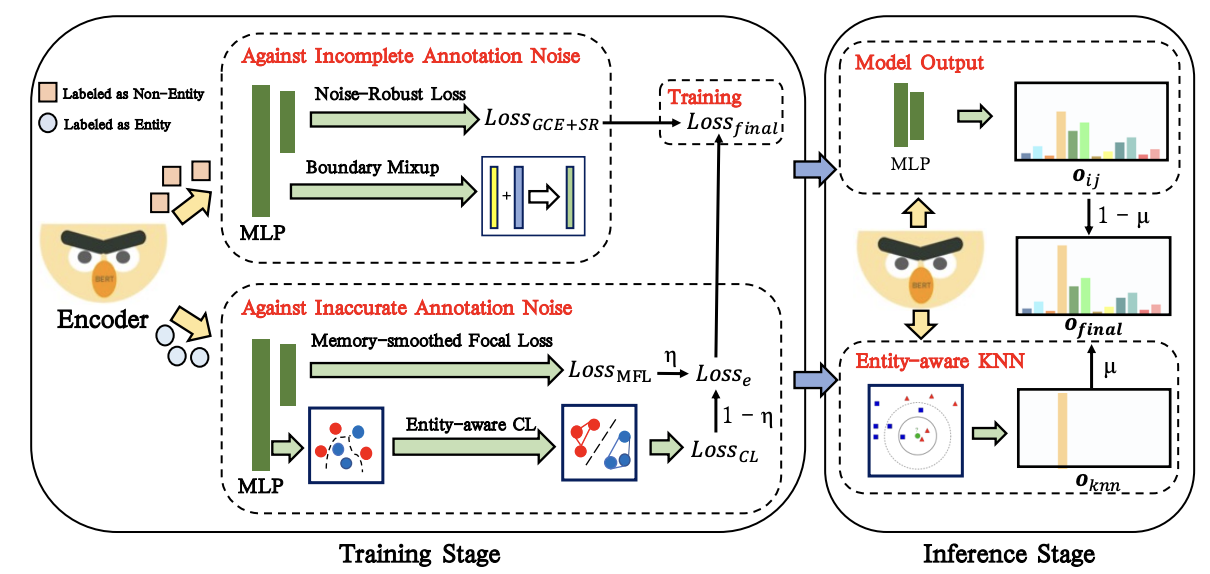 Against Incomplete Annotation Noise
Labeled as Non-Entity
Labeled as Entity
Noise-Robust Loss
Loss_{GCE+SR}
Training
Loss_{final}
Boundary Mixup
+
MLP
BERT
Encoder
Against Inaccurate Annotation Noise
Memory-smoothed Focal Loss
Loss_{MFL}
η
Loss_e
1 - η
Entity-aware CL
Loss_{CL}
MLP
Training Stage
Model Output
MLP
o_{ij}
1 - μ
BERT
o_{final}
Entity-aware KNN
μ
o_{knn}
Inference Stage